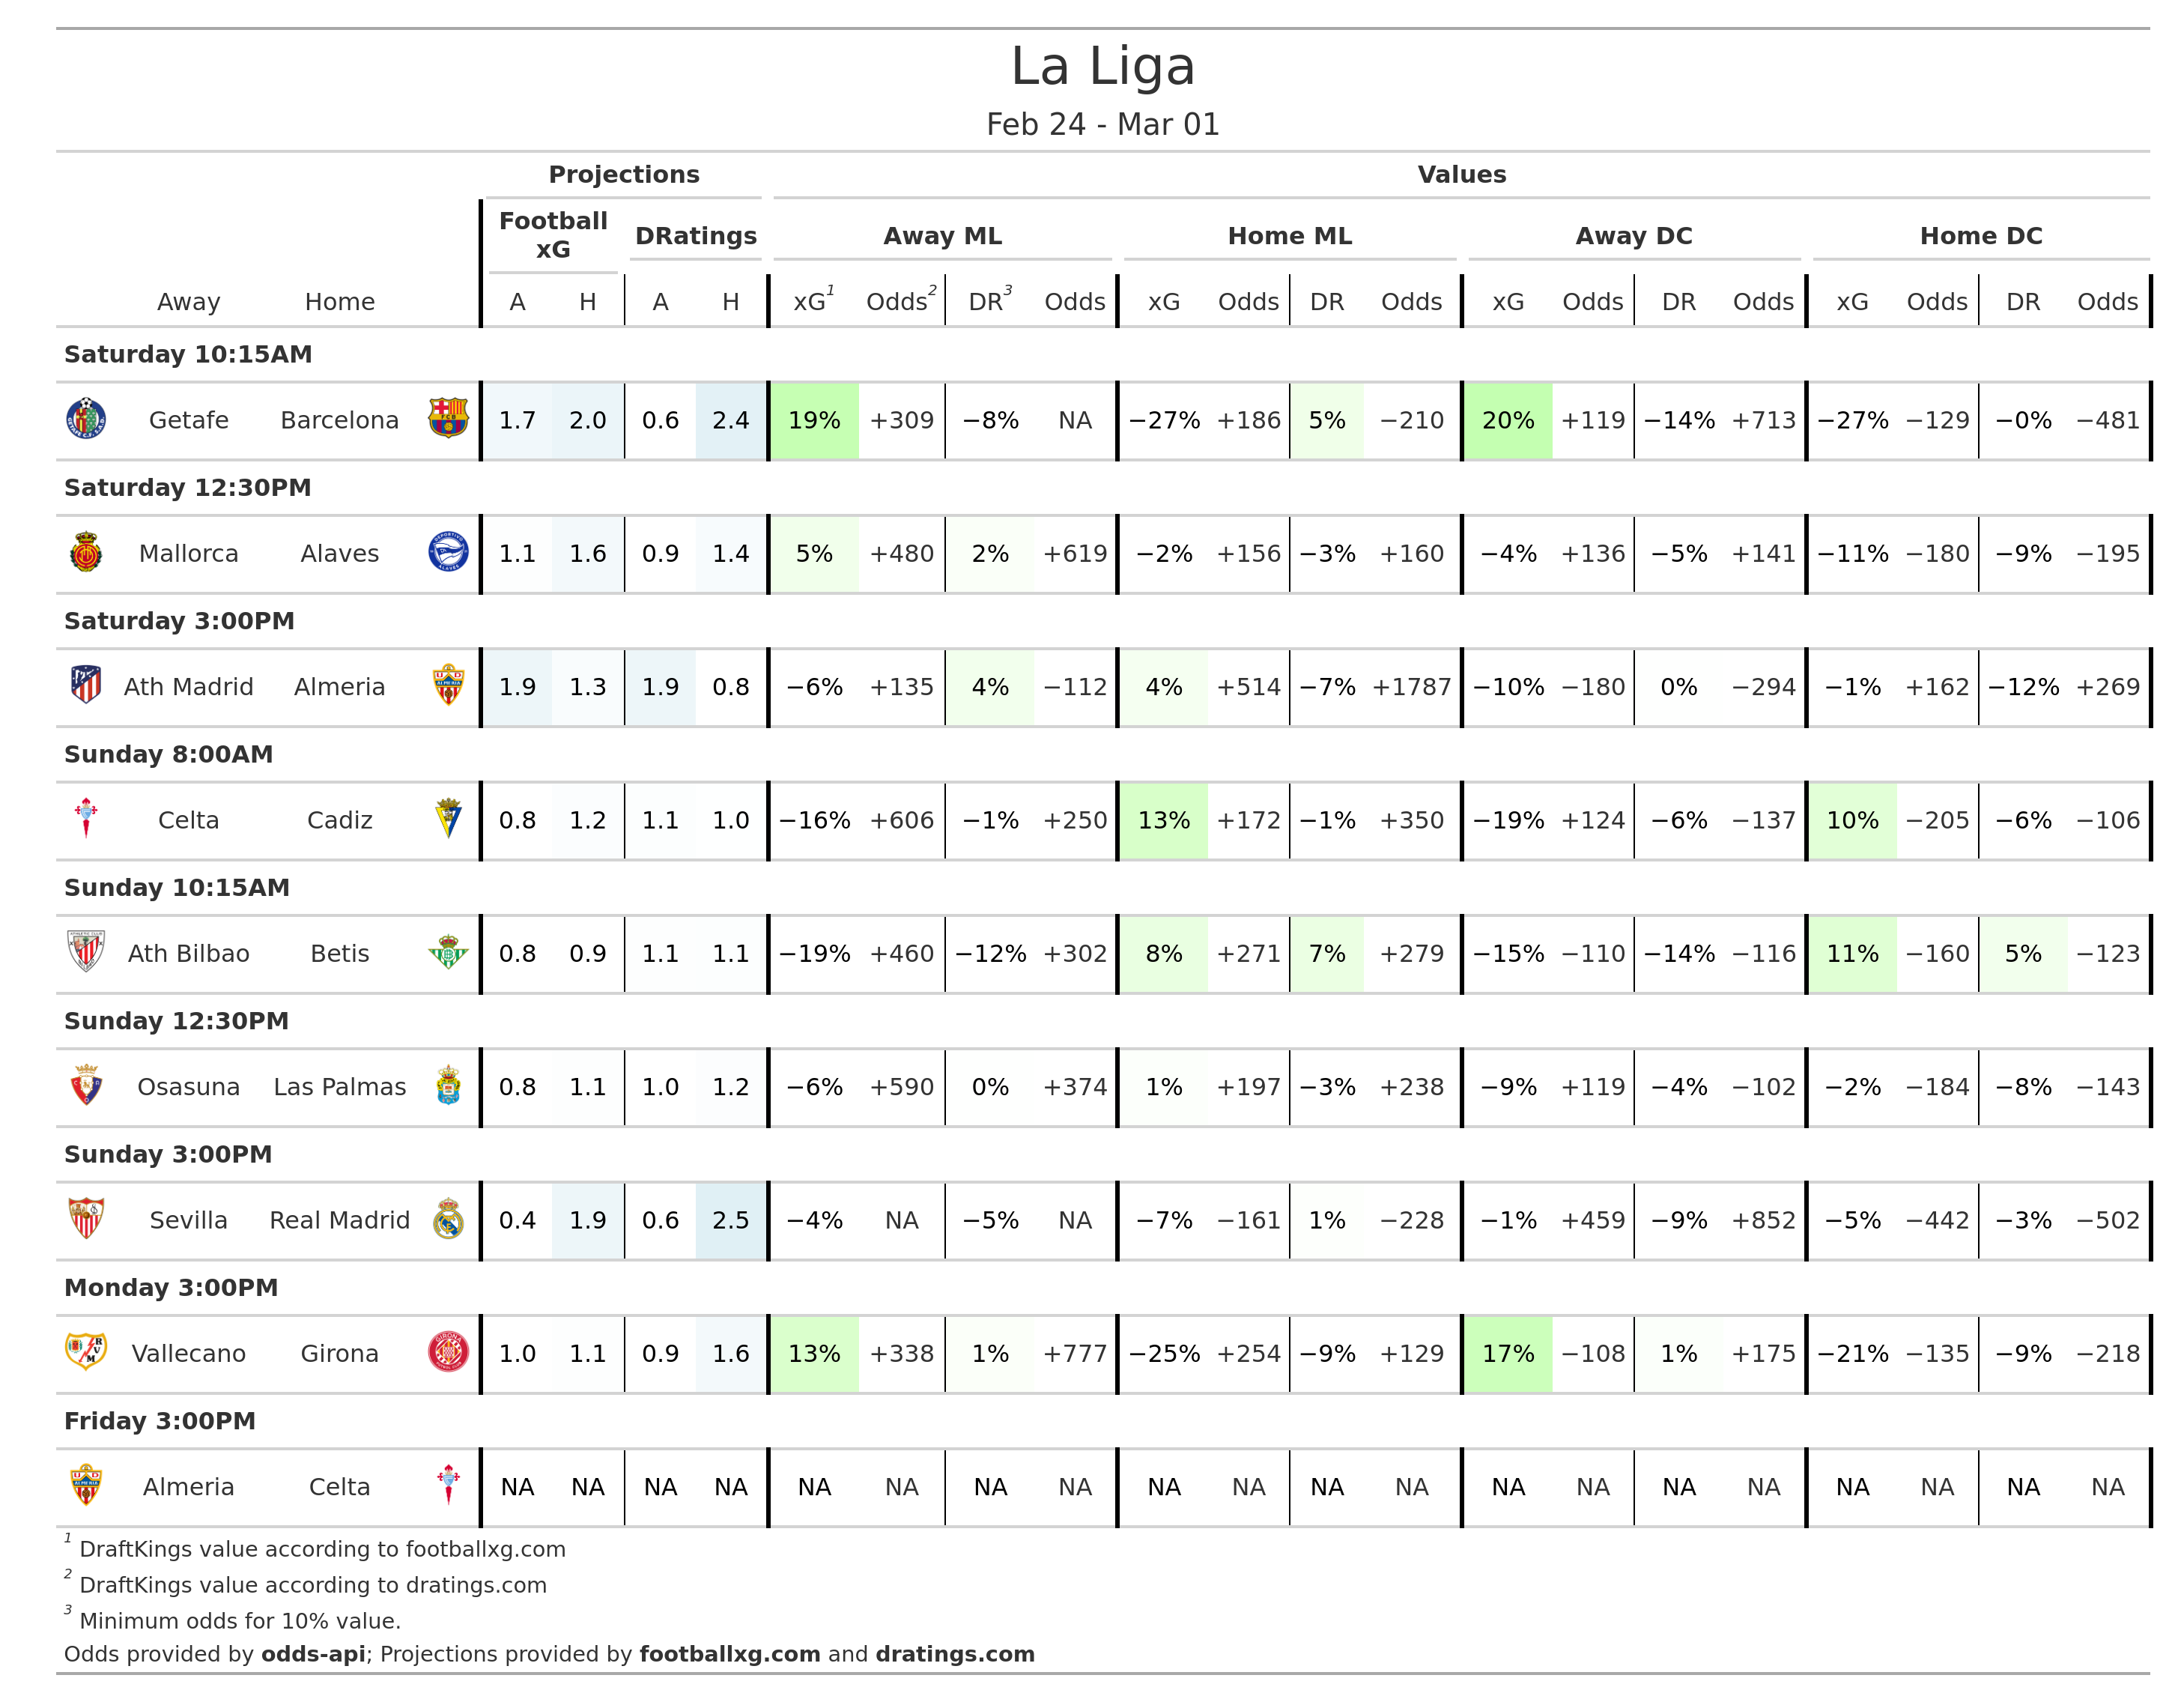 La Liga
Feb 24 - Mar 01
Projections Values
Football xG DRatings Away ML Home ML Away DC Home DC
Away Home A H A H xG1 Odds2 DR3 Odds xG Odds DR Odds xG Odds DR Odds xG Odds DR Odds
Saturday 10:15AM
Getafe Barcelona 1.7 2.0 0.6 2.4 19% +309 −8% NA −27% +186 5% −210 20% +119 −14% +713 −27% −129 −0% −481
Saturday 12:30PM
Mallorca Alaves 1.1 1.6 0.9 1.4 5% +480 2% +619 −2% +156 −3% +160 −4% +136 −5% +141 −11% −180 −9% −195
Saturday 3:00PM
Ath Madrid Almeria 1.9 1.3 1.9 0.8 −6% +135 4% −112 4% +514 −7% +1787 −10% −180 0% −294 −1% +162 −12% +269
Sunday 8:00AM
Celta Cadiz 0.8 1.2 1.1 1.0 −16% +606 −1% +250 13% +172 −1% +350 −19% +124 −6% −137 10% −205 −6% −106
Sunday 10:15AM
Ath Bilbao Betis 0.8 0.9 1.1 1.1 −19% +460 −12% +302 8% +271 7% +279 −15% −110 −14% −116 11% −160 5% −123
Sunday 12:30PM
Osasuna Las Palmas 0.8 1.1 1.0 1.2 −6% +590 0% +374 1% +197 −3% +238 −9% +119 −4% −102 −2% −184 −8% −143
Sunday 3:00PM
Sevilla Real Madrid 0.4 1.9 0.6 2.5 −4% NA −5% NA −7% −161 1% −228 −1% +459 −9% +852 −5% −442 −3% −502
Monday 3:00PM
Vallecano Girona 1.0 1.1 0.9 1.6 13% +338 1% +777 −25% +254 −9% +129 17% −108 1% +175 −21% −135 −9% −218
Friday 3:00PM
Almeria Celta NA NA NA NA NA NA NA NA NA NA NA NA NA NA NA NA NA NA NA NA
1 DraftKings value according to footballxg.com
2 DraftKings value according to dratings.com
3 Minimum odds for 10% value.
Odds provided by odds-api; Projections provided by footballxg.com and dratings.com